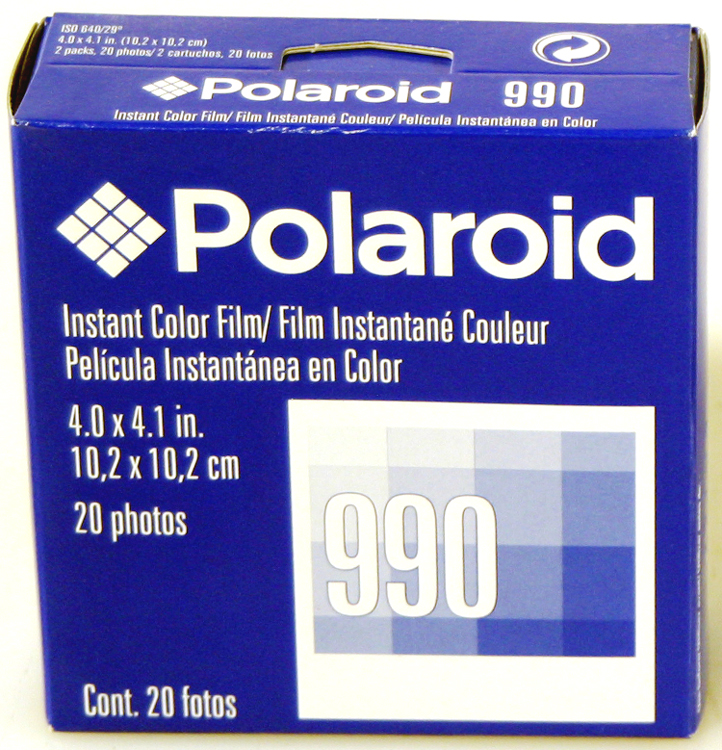 ISO 640/29°
4.0 x 4.1 in. (10,2 x 10,2 cm)
2 packs, 20 photos/ 2 cartuchos, 20 fotos
Polaroid 990
Instant Color Film/ Film Instantané Couleur/ Película Instantánea en Color
Polaroid
Instant Color Film/ Film Instantané Couleur
Película Instantánea en Color
4.0 x 4.1 in.
10,2 x 10,2 cm
20 photos
990
Cont. 20 fotos